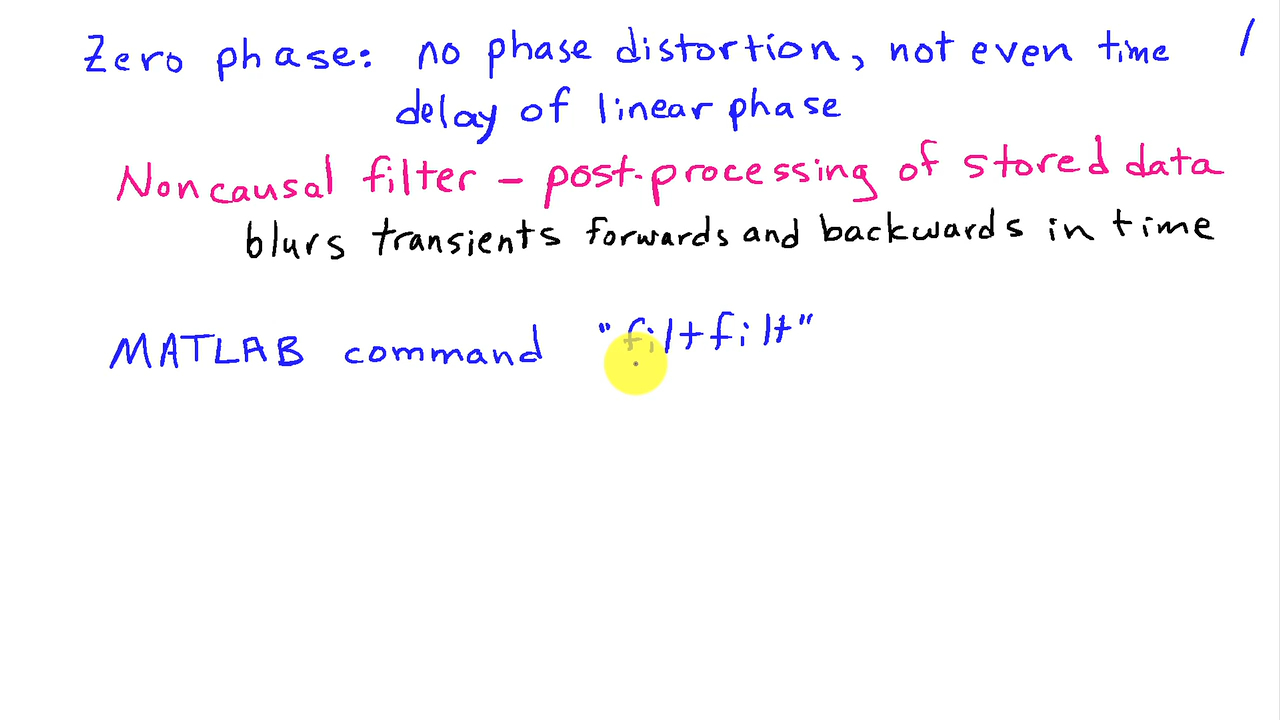 Zero phase: no phase distortion, not even time 1
delay of linear phase
Noncausal filter - post-processing of stored data
blurs transients forwards and backwards in time
MATLAB command "filtfilt"